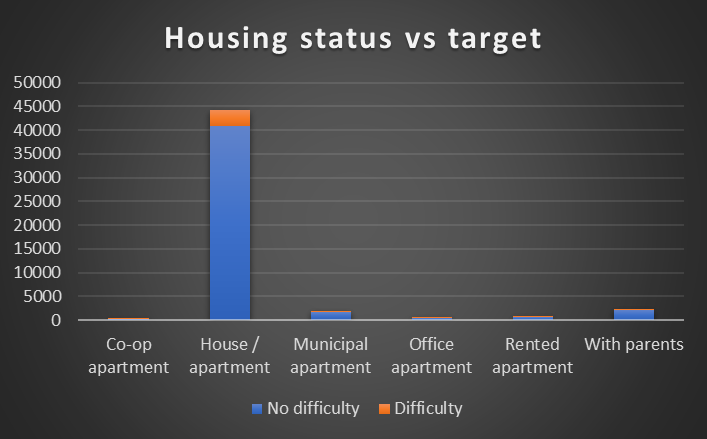 Housing status vs target
50000
45000
40000
35000
30000
25000
20000
15000
10000
5000
0
Co-op
apartment
House /
apartment
Municipal
apartment
Office
apartment
Rented
apartment
With parents
No difficulty
Difficulty